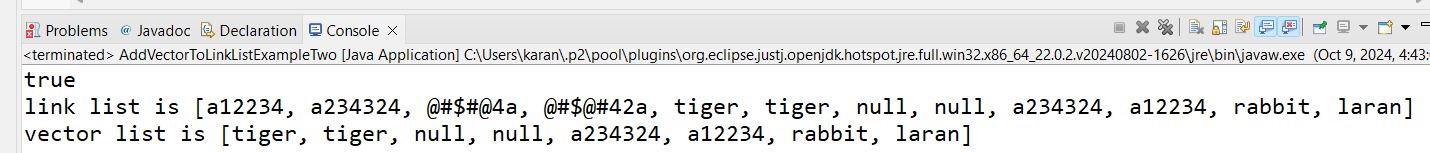 Problems @ Javadoc Declaration Console
<terminated> AddVectorToLinkListExampleTwo [Java Application] C:\Users\karan\.p2\pool\plugins\org.eclipse.justj.openjdk.hotspot.jre.full.win32.x86_64_22.0.2.v20240802-1626\jre\bin\javaw.exe (Oct 9, 2024, 4:43:
true
link list is [a12234, a234324, @#$#@4a, @#$@#42a, tiger, tiger, null, null, a234324, a12234, rabbit, laran]
vector list is [tiger, tiger, null, null, a234324, a12234, rabbit, laran]